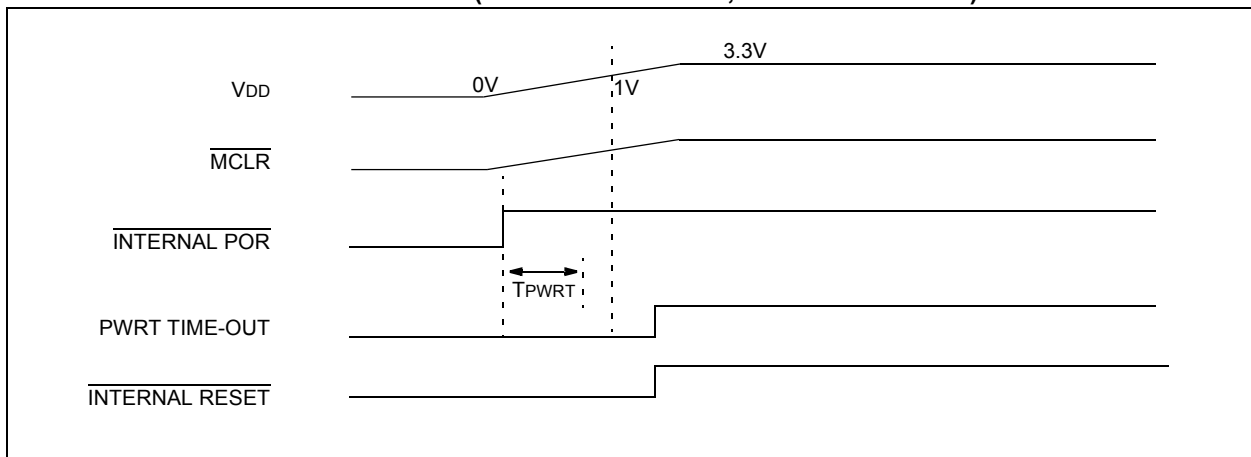 3.3V
0V
1V
VDD
MCLR
INTERNAL POR
TPWRT
PWRT TIME-OUT
INTERNAL RESET